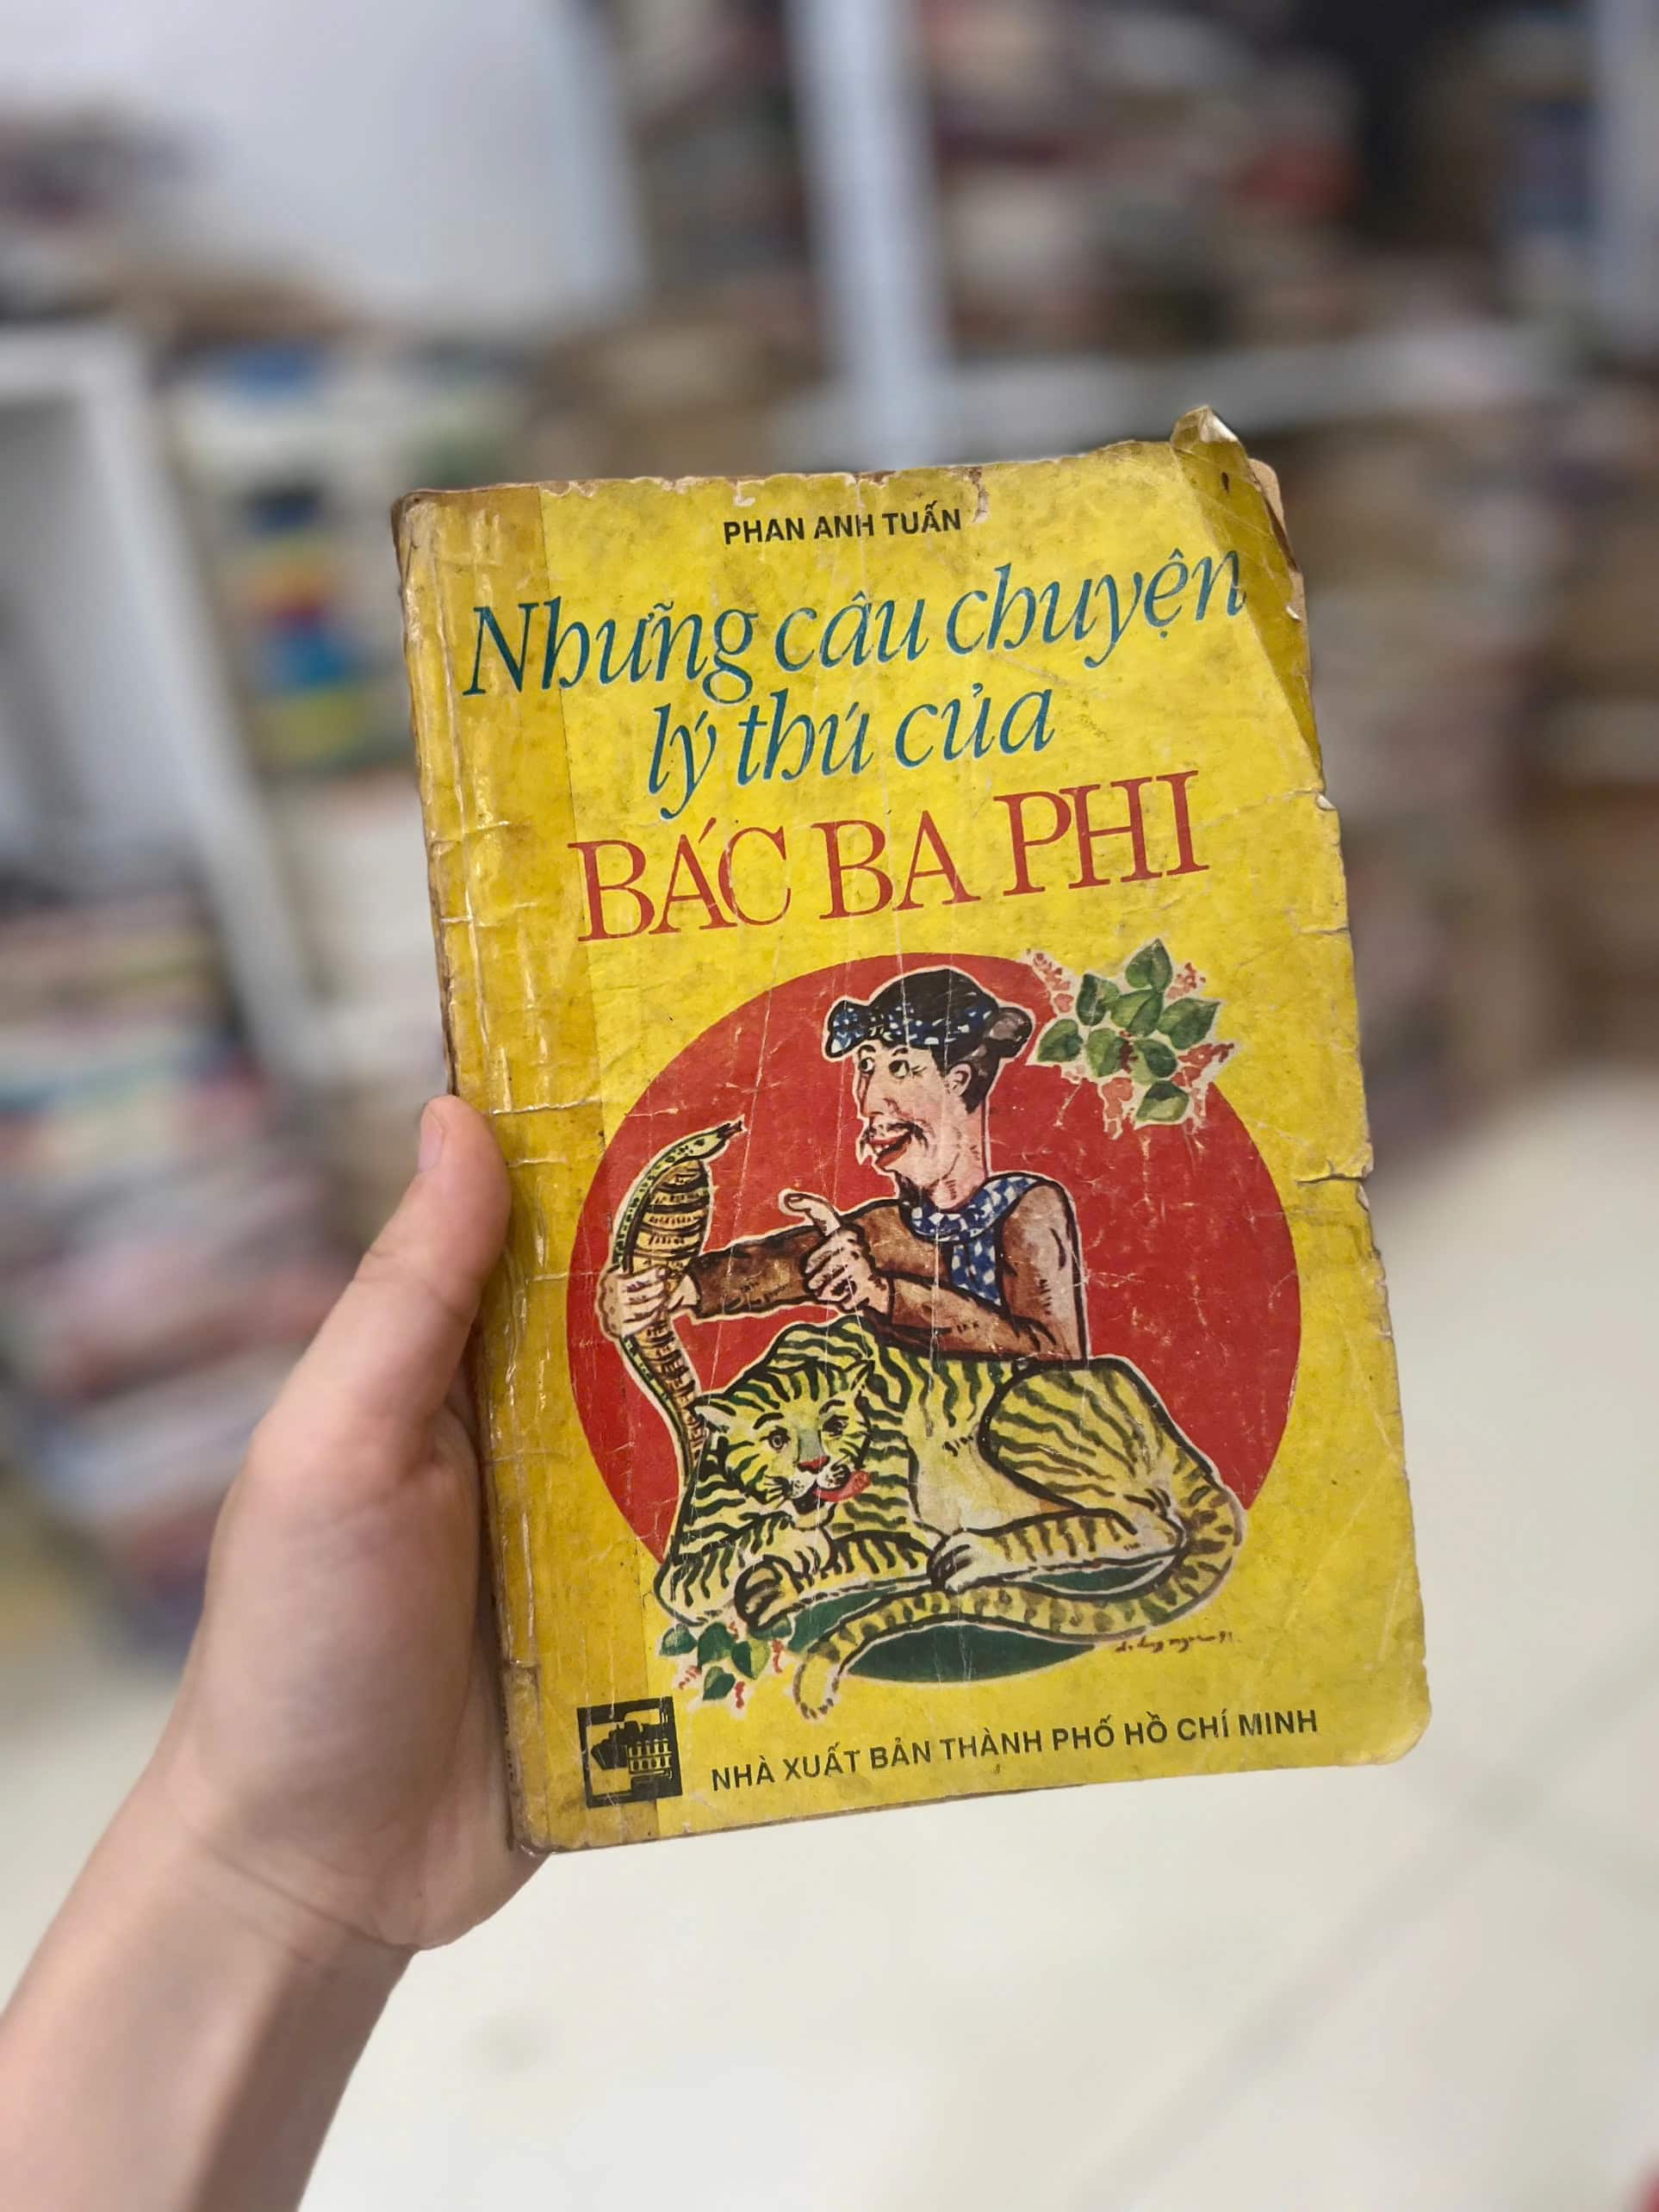 PHAN ANH TUẤN
Những câu chuyện
lý thú của
BÁC BA PHI
NHÀ XUẤT BẢN THÀNH PHỐ HỒ CHÍ MINH